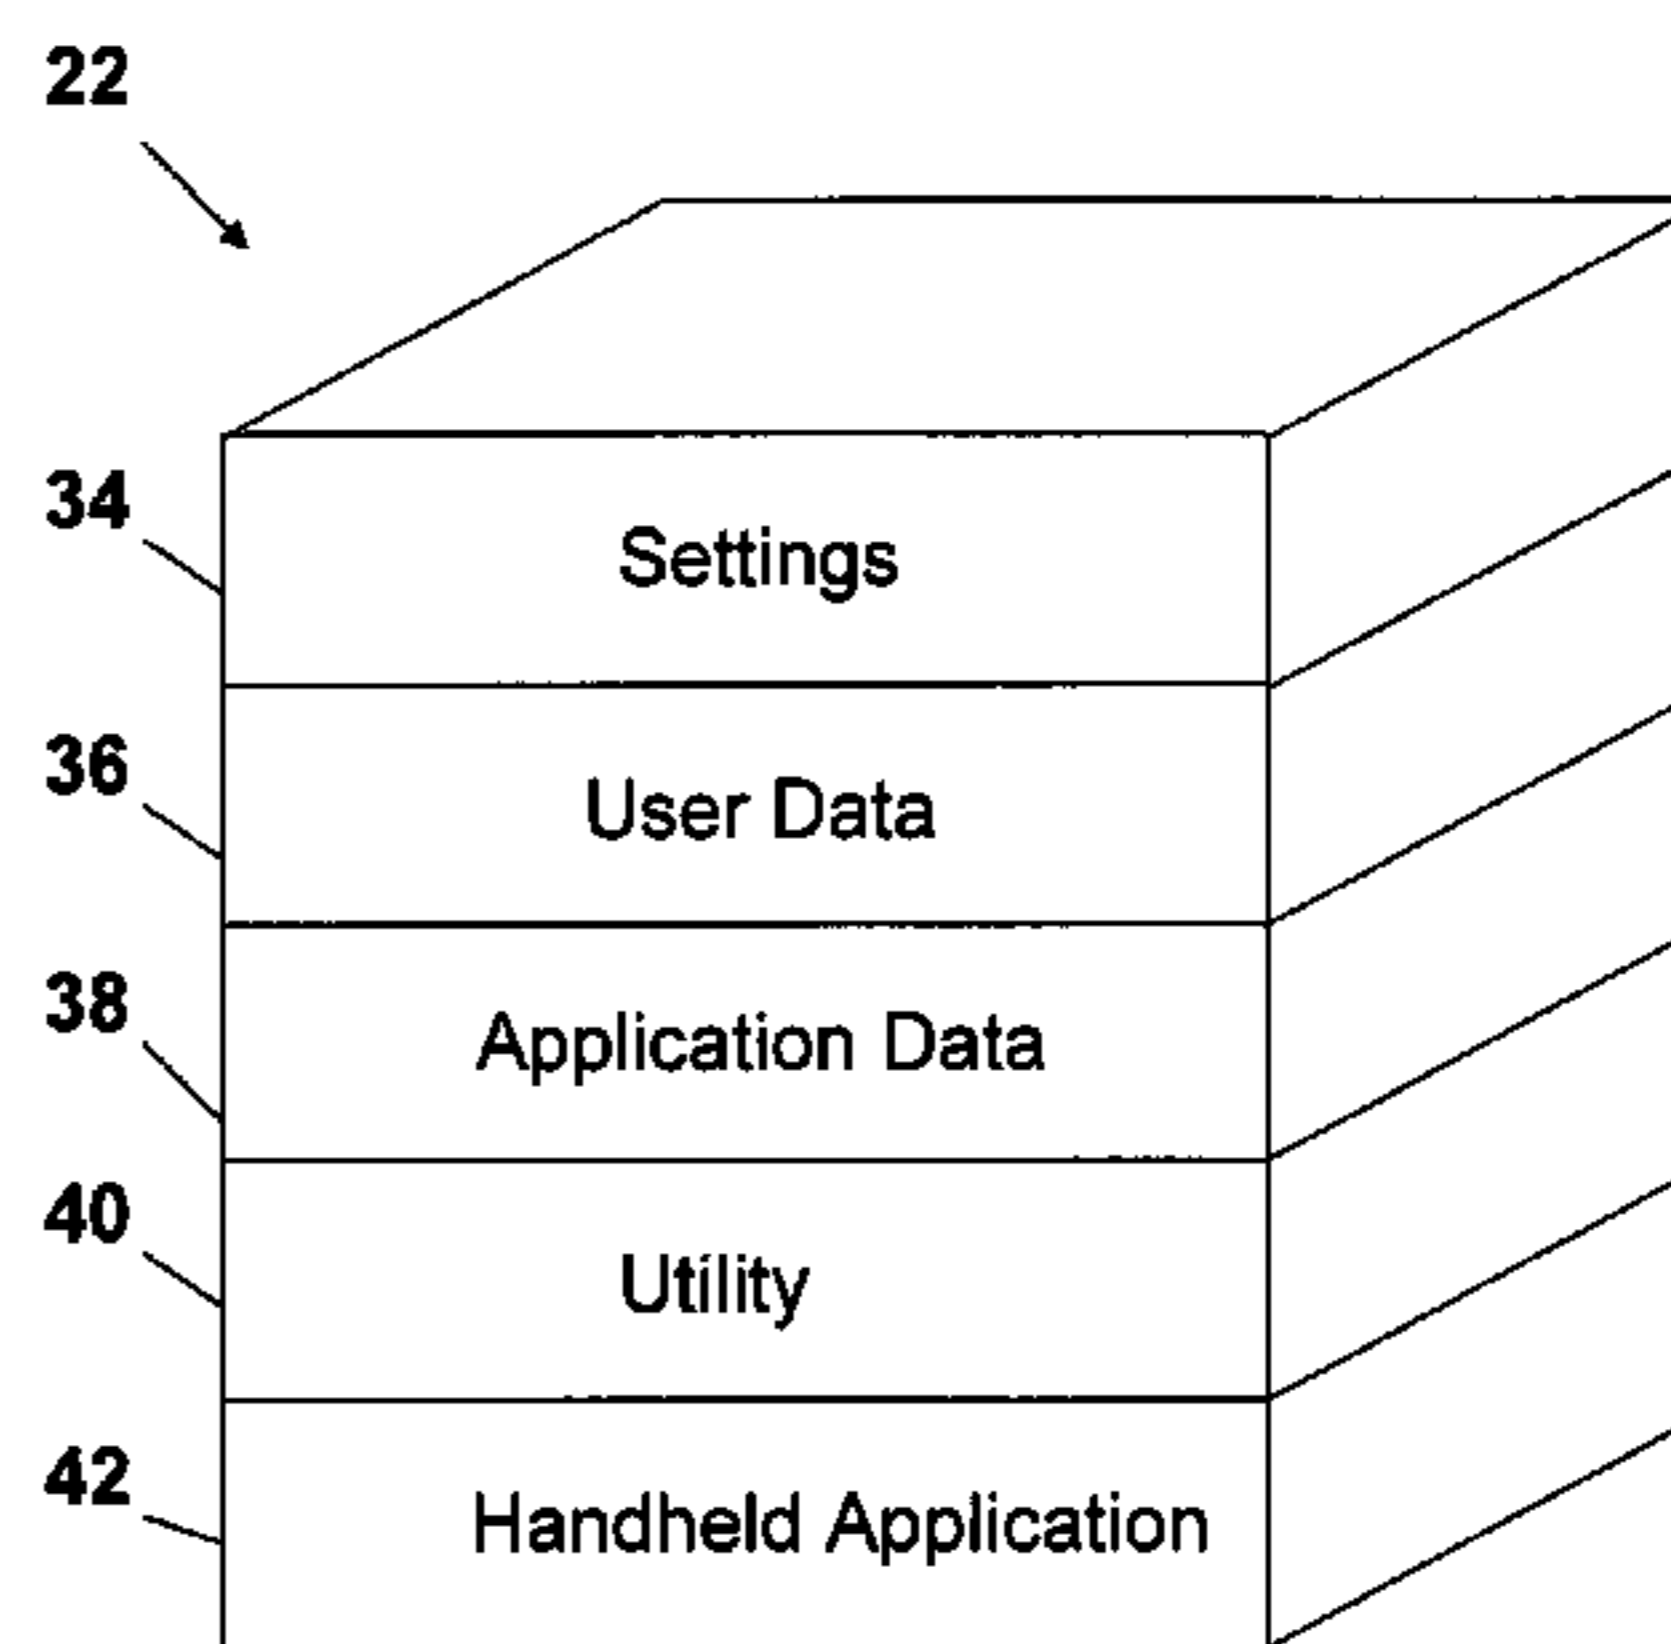 22
34
Settings
36
User Data
38
Application Data
40
Utility
42
Handheld Application